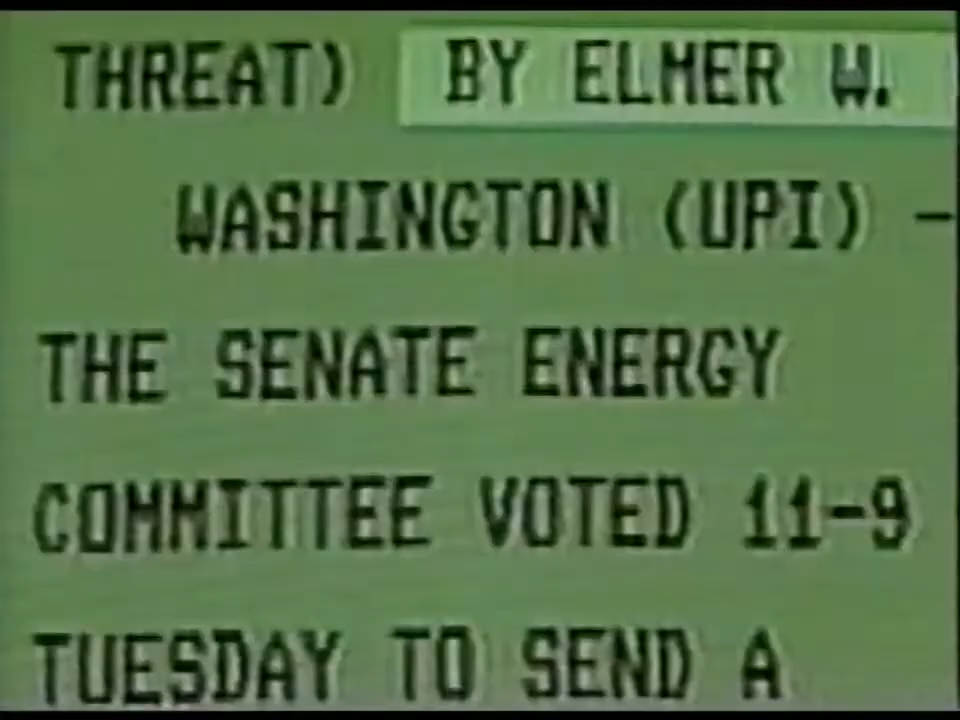 THREAT) BY ELMER W.
WASHINGTON (UPI) -
THE SENATE ENERGY
COMMITTEE VOTED 11-9
TUESDAY TO SEND A